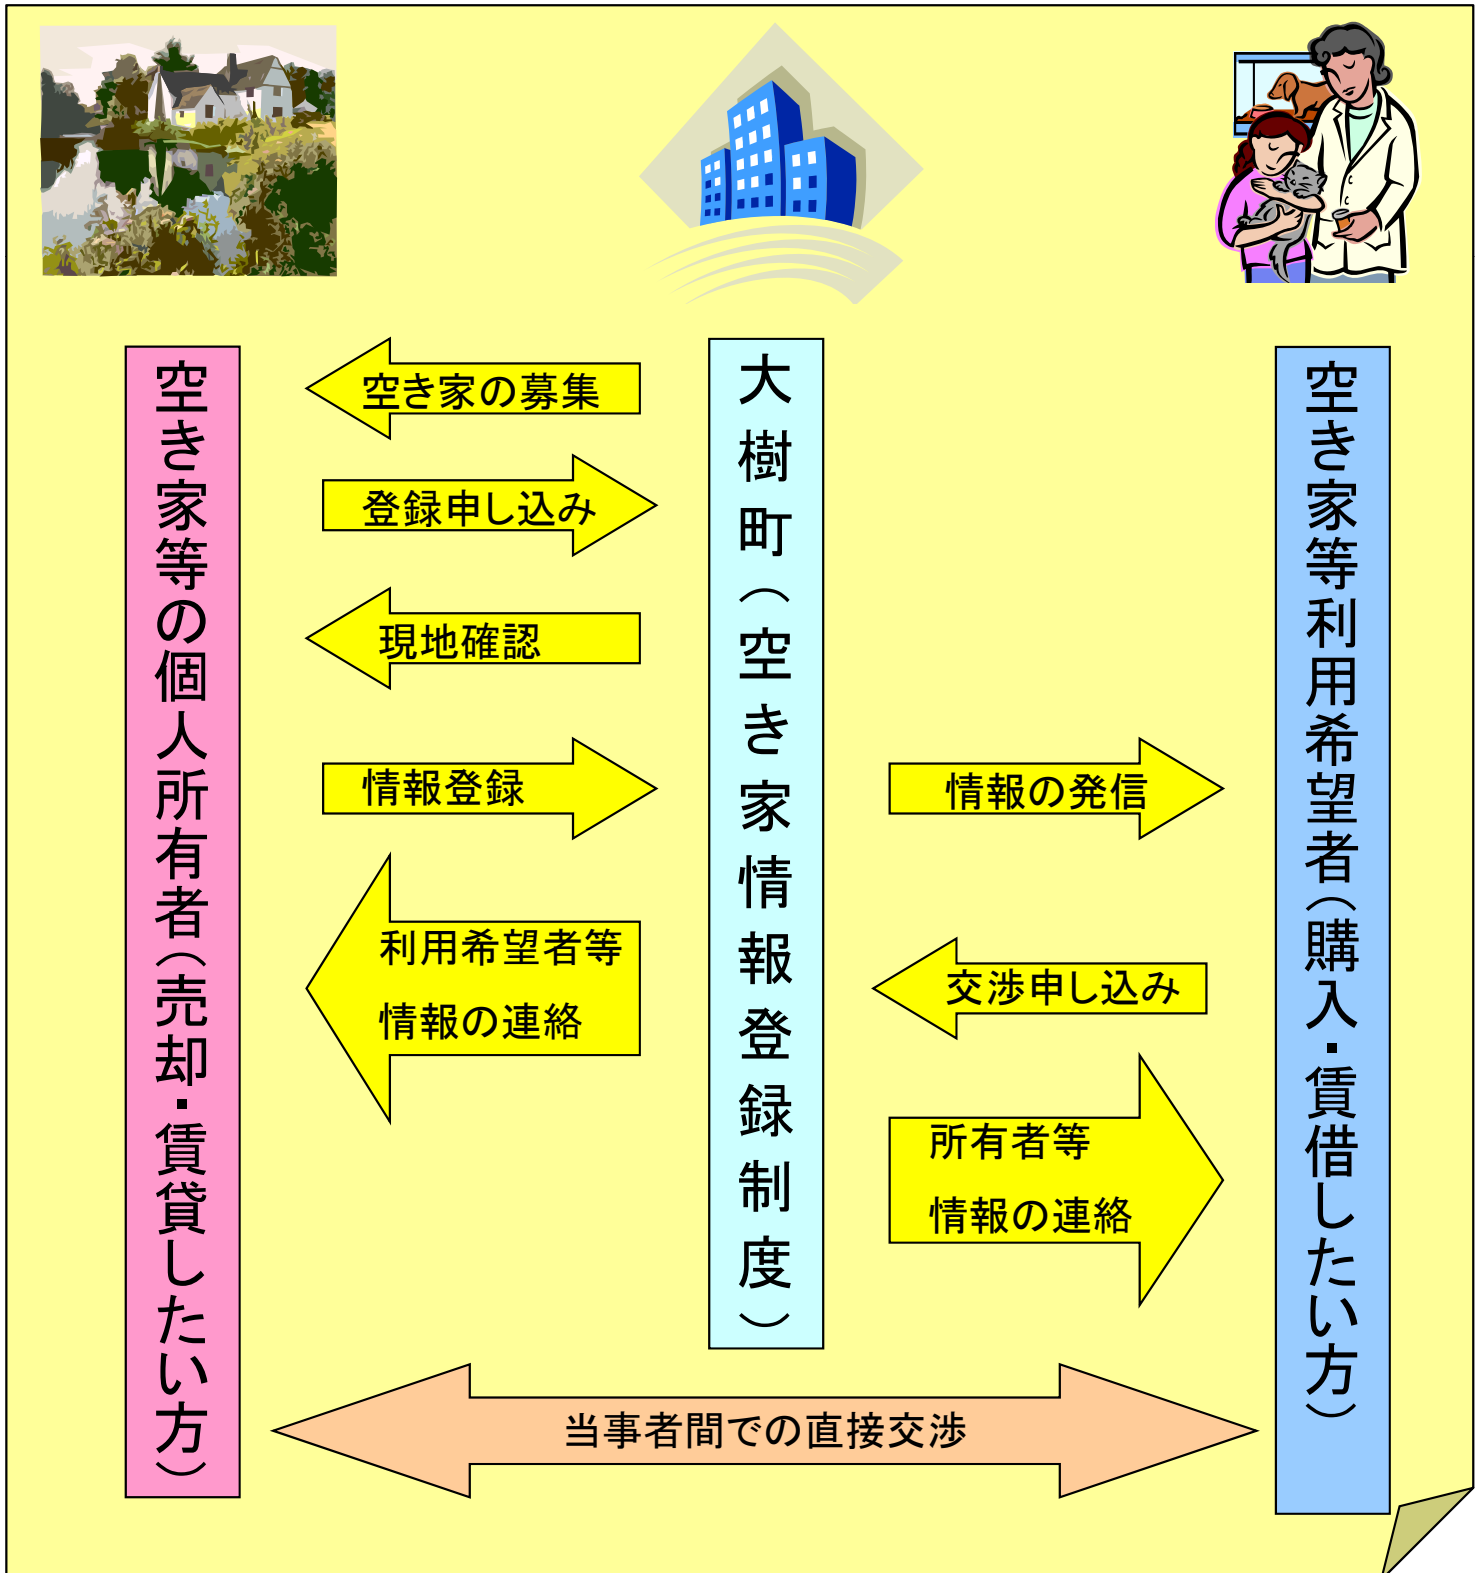 空き家等の個人所有者（売却・賃貸したい方）
大樹町（空き家情報登録制度）
空き家等利用希望者（購入・賃借したい方）
空き家の募集
登録申し込み
現地確認
情報登録
情報の発信
利用希望者等
情報の連絡
交渉申し込み
所有者等
情報の連絡
当事者間での直接交渉